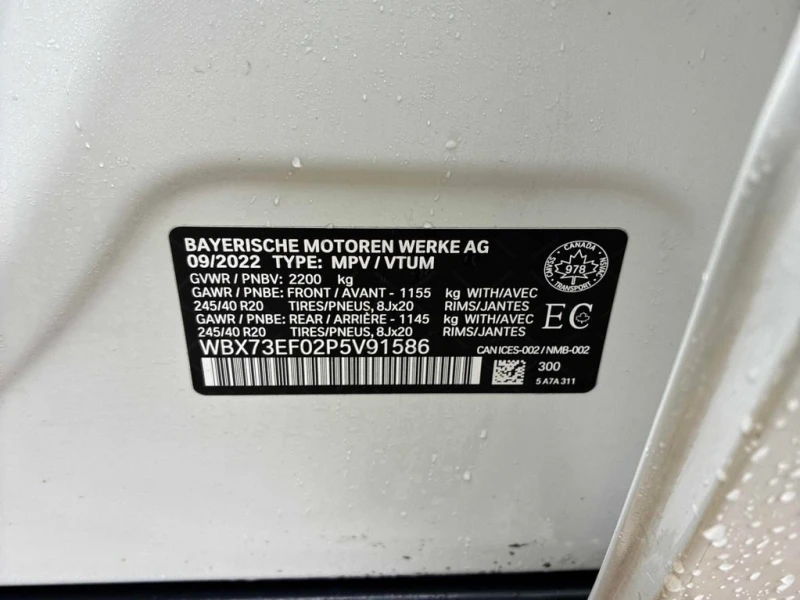 BAYERISCHE MOTOREN WERKE AG
09/2022 TYPE: MPV / VTUM
GVWR / PNBV: 2200 kg
GAWR / PNBE: FRONT / AVANT - 1155 kg WITH/AVEC
245/40 R20 TIRES/PNEUS, 8Jx20 RIMS/JANTES
GAWR / PNBE: REAR / ARRIÈRE - 1145 kg WITH/AVEC
245/40 R20 TIRES/PNEUS, 8Jx20 RIMS/JANTES
WBX73EF02P5V91586
CANADA
978
TRANSPORT
EC
CAN ICES-002 / NMB-002
300
5 A7A 311